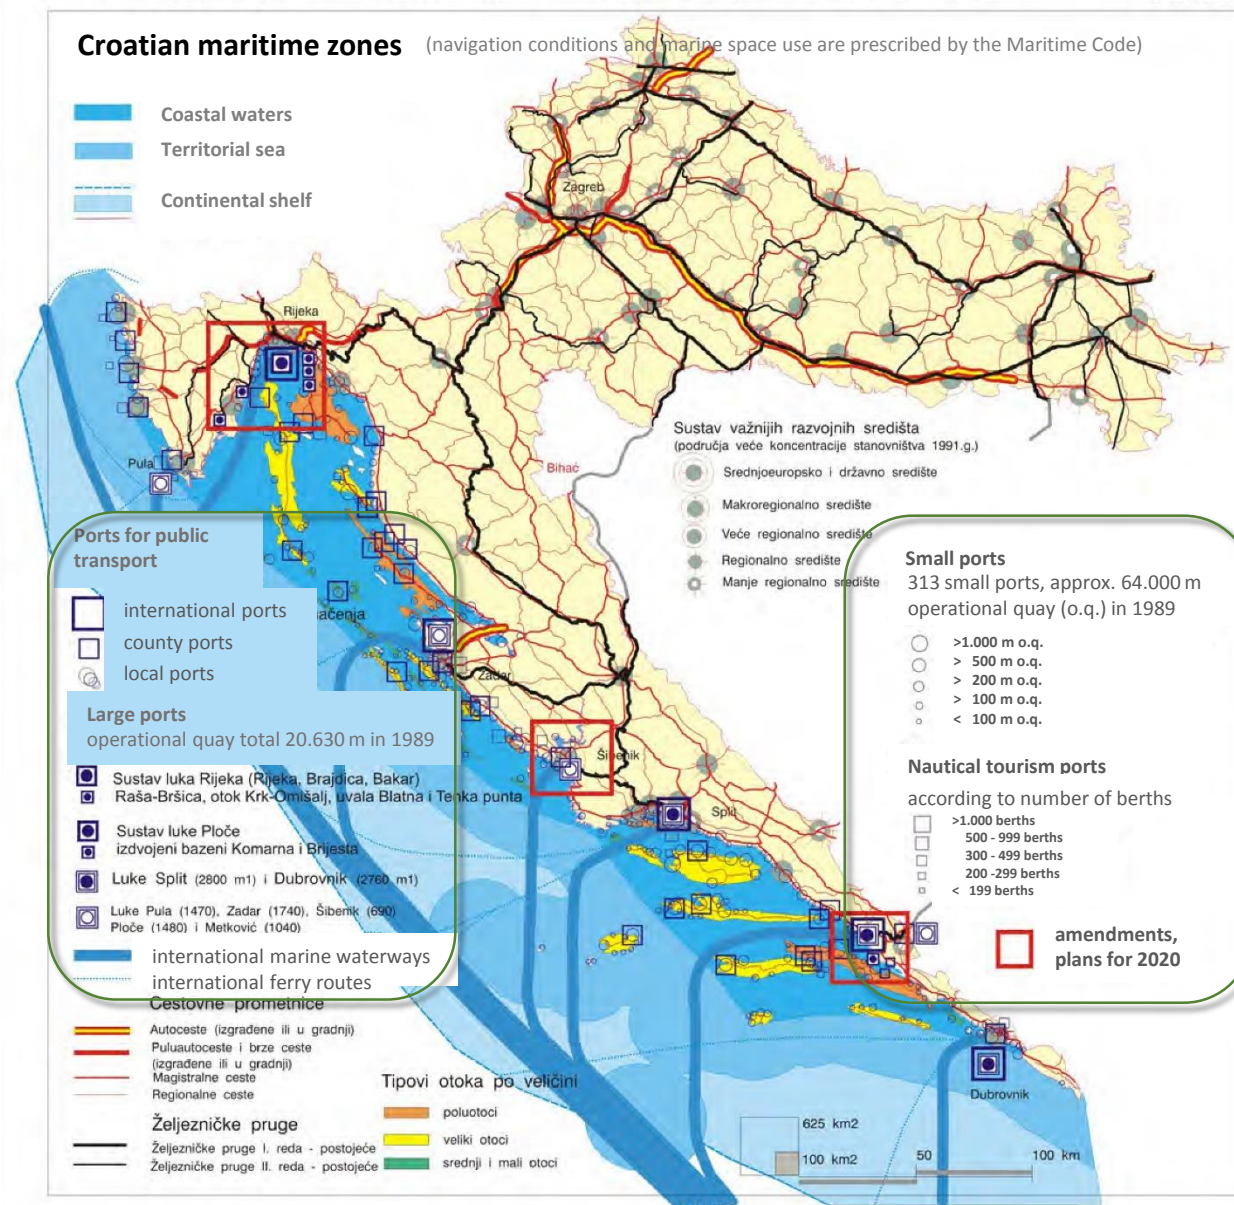 Croatian maritime zones (navigation conditions and marine space use are prescribed by the Maritime Code)
Coastal waters
Territorial sea
Continental shelf
Zagreb
Rijeka
Pula
Bihać
Sustav važnijih razvojnih središta
(područja veće koncentracije stanovništva 1991.g.)
Srednjoeuropsko i državno središte
Makroregionalno središte
Veće regionalno središte
Regionalno središte
Manje regionalno središte
Ports for public
transport
international ports
county ports
local ports
ačenja
Zadar
Large ports
operational quay total 20.630 m in 1989
Sustav luka Rijeka (Rijeka, Brajdica, Bakar)
Raša-Bršica, otok Krk-Omišalj, uvala Blatna i Tenka punta
Sustav luke Ploče
izdvojeni bazeni Komarna i Brijesta
Luke Split (2800 m1) i Dubrovnik (2760 m1)
Luke Pula (1470), Zadar (1740), Šibenik (690)
Ploče (1480) i Metković (1040)
international marine waterways
international ferry routes
Šibenik
Split
Dubrovnik
Small ports
313 small ports, approx. 64.000 m
operational quay (o.q.) in 1989
>1.000 m o.q.
> 500 m o.q.
> 200 m o.q.
> 100 m o.q.
< 100 m o.q.
Nautical tourism ports
according to number of berths
>1.000 berths
500 - 999 berths
300 - 499 berths
200 -299 berths
< 199 berths
amendments,
plans for 2020
Cestovne prometnice
Autoceste (izgrađene ili u gradnji)
Puluautoceste i brze ceste
(izgrađene ili u gradnji)
Magistralne ceste
Regionalne ceste
Željezničke pruge
Željezničke pruge I. reda - postojeće
Željezničke pruge II. reda - postojeće
Tipovi otoka po veličini
poluotoci
veliki otoci
srednji i mali otoci
625 km2
100 km2
50
100 km